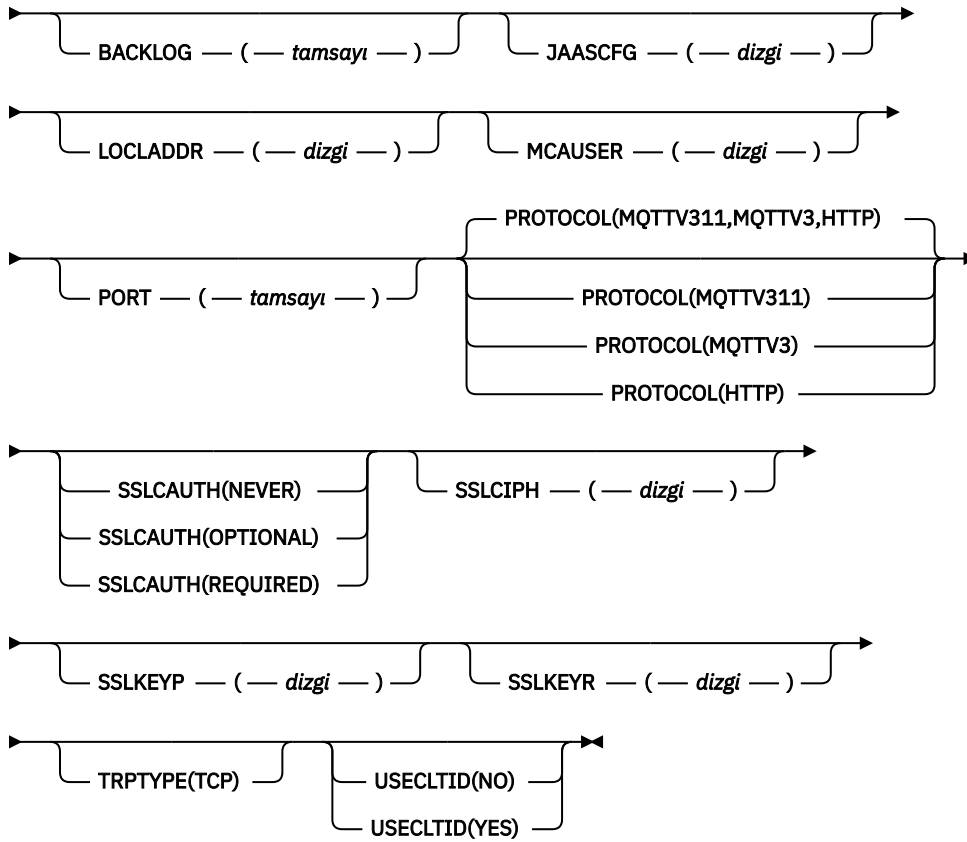 BACKLOG ( tamsayı ) JAASCFG ( dizgi )
LOCLADDR ( dizgi ) MCAUSER ( dizgi )
PROTOCOL(MQTTV311,MQTTV3,HTTP)
PORT ( tamsayı ) PROTOCOL(MQTTV311)
PROTOCOL(MQTTV3)
PROTOCOL(HTTP)
SSLCAUTH(NEVER) SSLCIPH ( dizgi )
SSLCAUTH(OPTIONAL)
SSLCAUTH(REQUIRED)
SSLKEYP ( dizgi ) SSLKEYR ( dizgi )
TRPTYPE(TCP) USECLTID(NO)
USECLTID(YES)